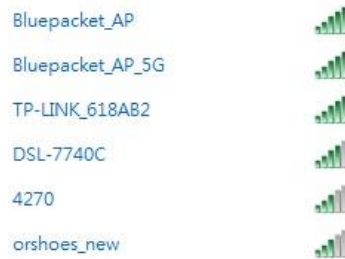 Bluepacket_AP
Bluepacket_AP_5G
TP-LINK_618AB2
DSL-7740C
4270
orshoes_new